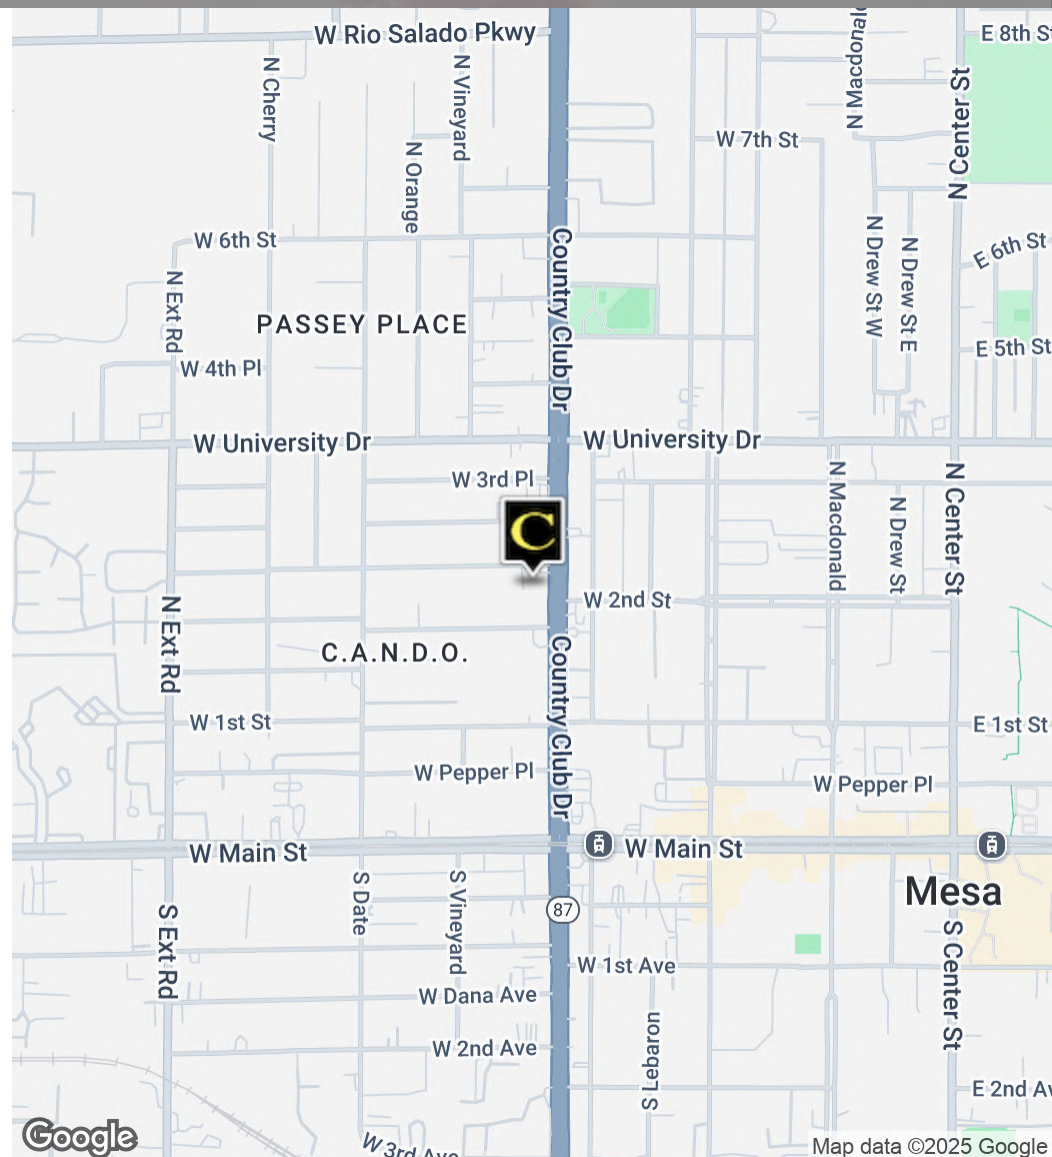 W Rio Salado Pkwy
E 8th St
N Cherry
N Vineyard
N Macdonald
N Center St
W 7th St
N Orange
W 6th St
N Drew St W
N Drew St E
E 6th St
Country Club Dr
N Ext Rd
PASSEY PLACE
E 5th St
W 4th Pl
W University Dr
W University Dr
W 3rd Pl
N Macdonald
N Center St
C
N Drew St
W 2nd St
N Ext Rd
C.A.N.D.O.
Country Club Dr
W 1st St
E 1st St
W Pepper Pl
W Pepper Pl
W Main St
W Main St
S Date
S Vineyard
Mesa
87
S Ext Rd
S Center St
W 1st Ave
W Dana Ave
S Lebaron
W 2nd Ave
E 2nd Av
W 3rd Ave
Google
Map data ©2025 Google